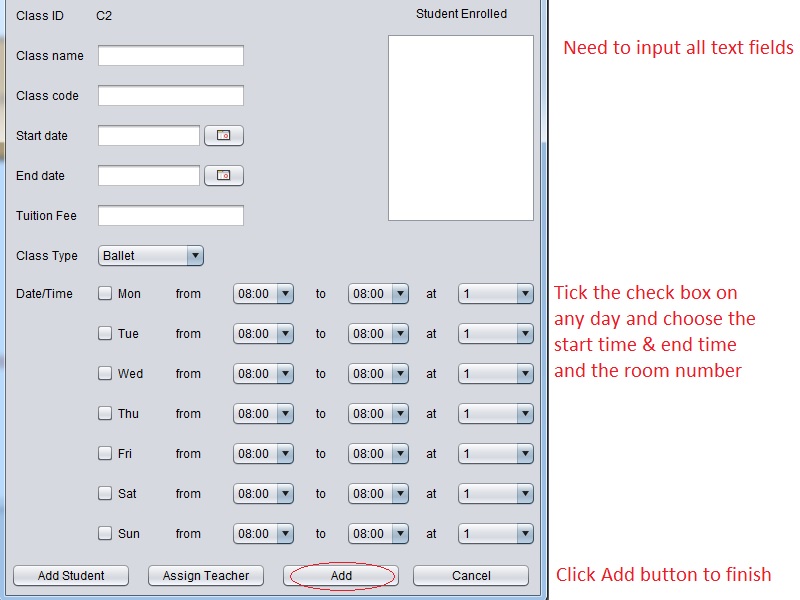 Class ID C2 Student Enrolled
Class name Need to input all text fields
Class code
Start date
End date
Tuition Fee
Class Type Ballet
Date/Time Mon from 08:00 to 08:00 at 1
Tick the check box on
any day and choose the
start time & end time
and the room number
Tue from 08:00 to 08:00 at 1
Wed from 08:00 to 08:00 at 1
Thu from 08:00 to 08:00 at 1
Fri from 08:00 to 08:00 at 1
Sat from 08:00 to 08:00 at 1
Sun from 08:00 to 08:00 at 1
Add Student Assign Teacher Add Cancel Click Add button to finish